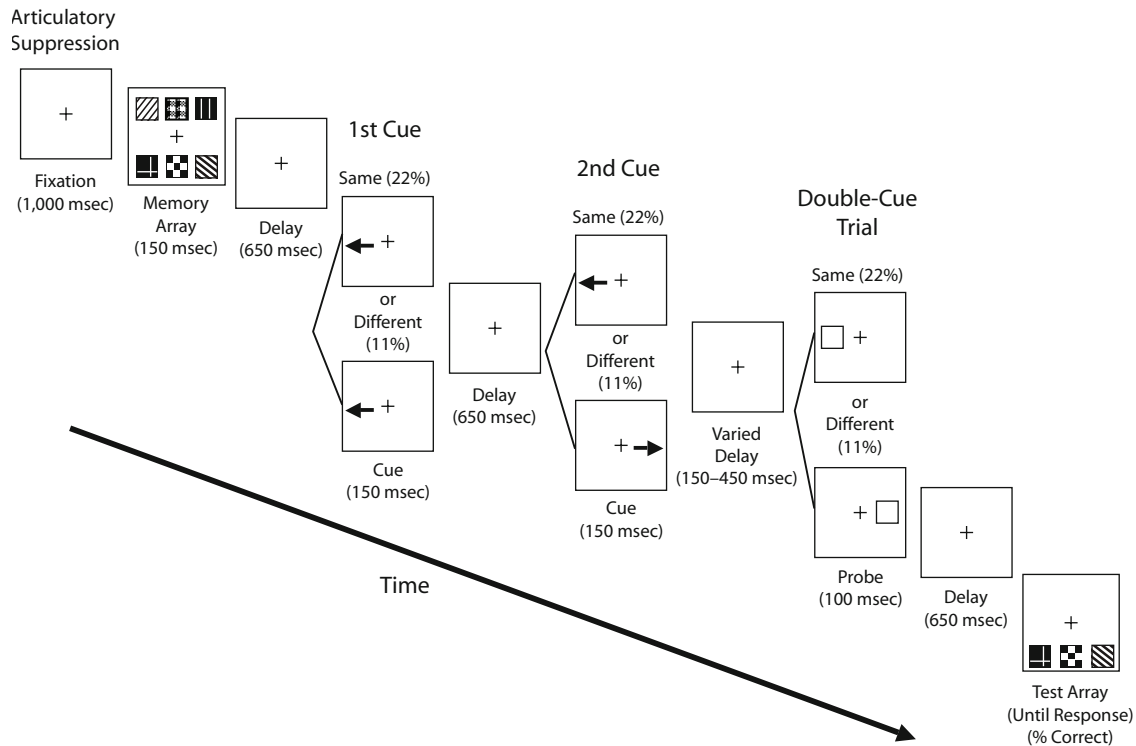 Articulatory
Suppression
Fixation
(1,000 msec)
Memory
Array
(150 msec)
Delay
(650 msec)
1st Cue
Same (22%)
or
Different
(11%)
Cue
(150 msec)
Delay
(650 msec)
2nd Cue
Same (22%)
or
Different
(11%)
Cue
(150 msec)
Varied
Delay
(150–450 msec)
Double-Cue
Trial
Same (22%)
or
Different
(11%)
Probe
(100 msec)
Delay
(650 msec)
Test Array
(Until Response)
(% Correct)
Time